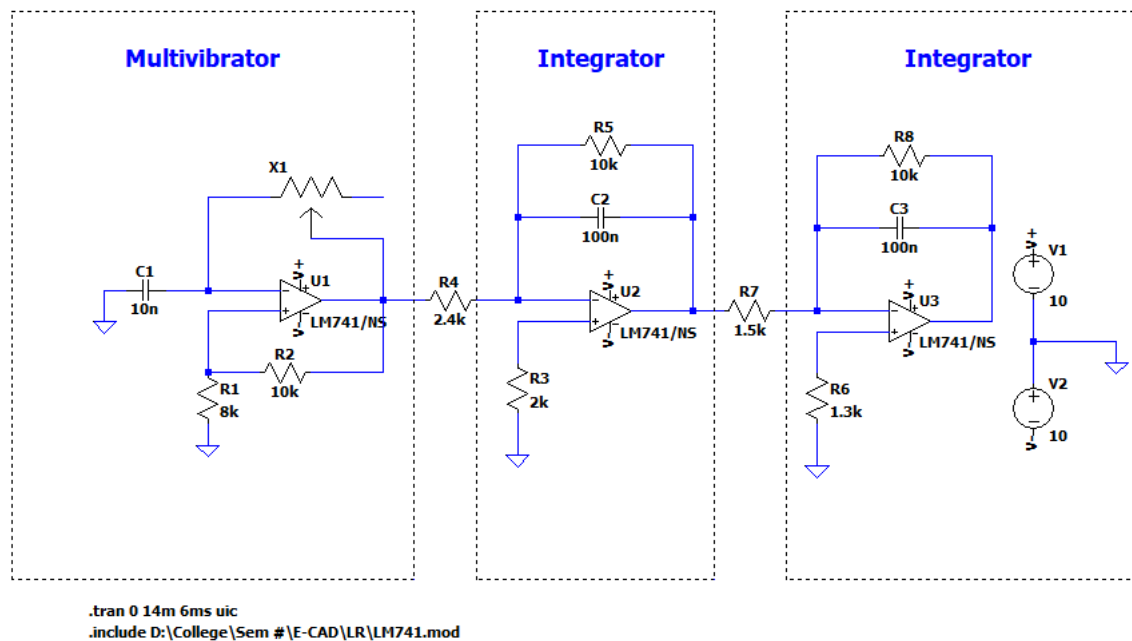 Multivibrator
Integrator
Integrator
X1
C1
10n
V+
U1
LM741/NS
V-
R2
10k
R1
8k
R4
2.4k
R5
10k
C2
100n
V+
U2
LM741/NS
V-
R3
2k
R7
1.5k
R8
10k
C3
100n
V+
U3
LM741/NS
V-
R6
1.3k
V+
V1
10
V2
10
V-
.tran 0 14m 6ms uic
.include D:\College\Sem #\E-CAD\LR\LM741.mod